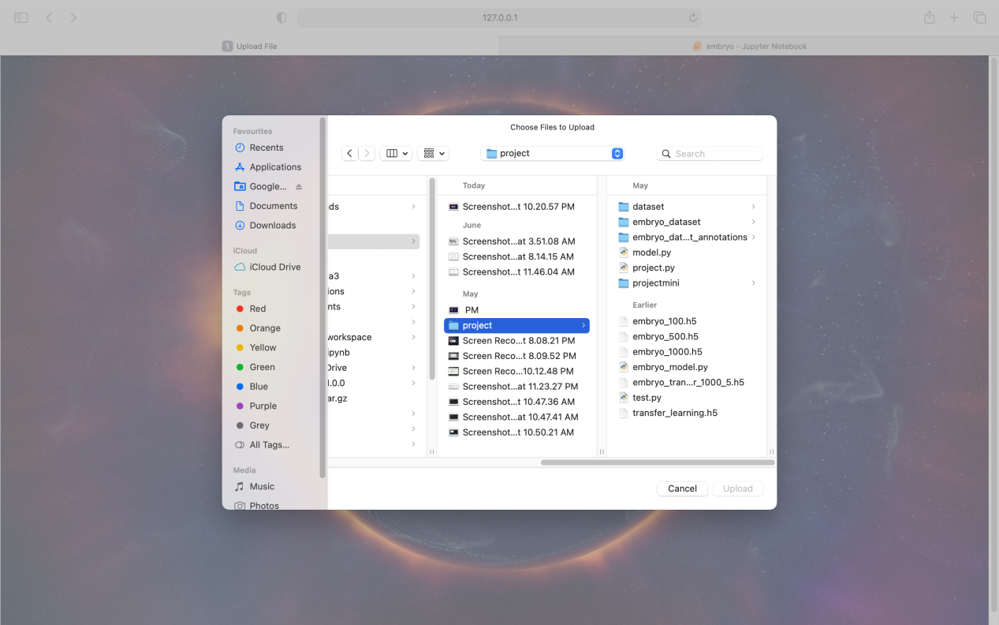 127.0.0.1
1 Upload File
embryo – Jupyter Notebook
Choose Files to Upload
project
Search
Favourites
Recents
Applications
Google...
Documents
Downloads
iCloud
iCloud Drive
Tags
Red
Orange
Yellow
Green
Blue
Purple
Grey
All Tags...
Media
Music
Photos
ds
a3
ions
nts
workspace
ipynb
Drive
1.0.0
ar.gz
Today
Screenshot...t 10.20.57 PM
June
Screenshot...at 3.51.08 AM
Screenshot...at 8.14.15 AM
Screenshot...t 11.46.04 AM
May
PM
project
Screen Reco...t 8.08.21 PM
Screen Reco...t 8.09.52 PM
Screen Reco...10.12.48 PM
Screenshot...at 11.23.27 PM
Screenshot...t 10.47.36 AM
Screenshot...at 10.47.41 AM
Screenshot...t 10.50.21 AM
May
dataset
embryo_dataset
embryo_dat...t_annotations
model.py
project.py
projectmini
Earlier
embryo_100.h5
embryo_500.h5
embryo_1000.h5
embryo_model.py
embryo_tran...r_1000_5.h5
test.py
transfer_learning.h5
Cancel
Upload